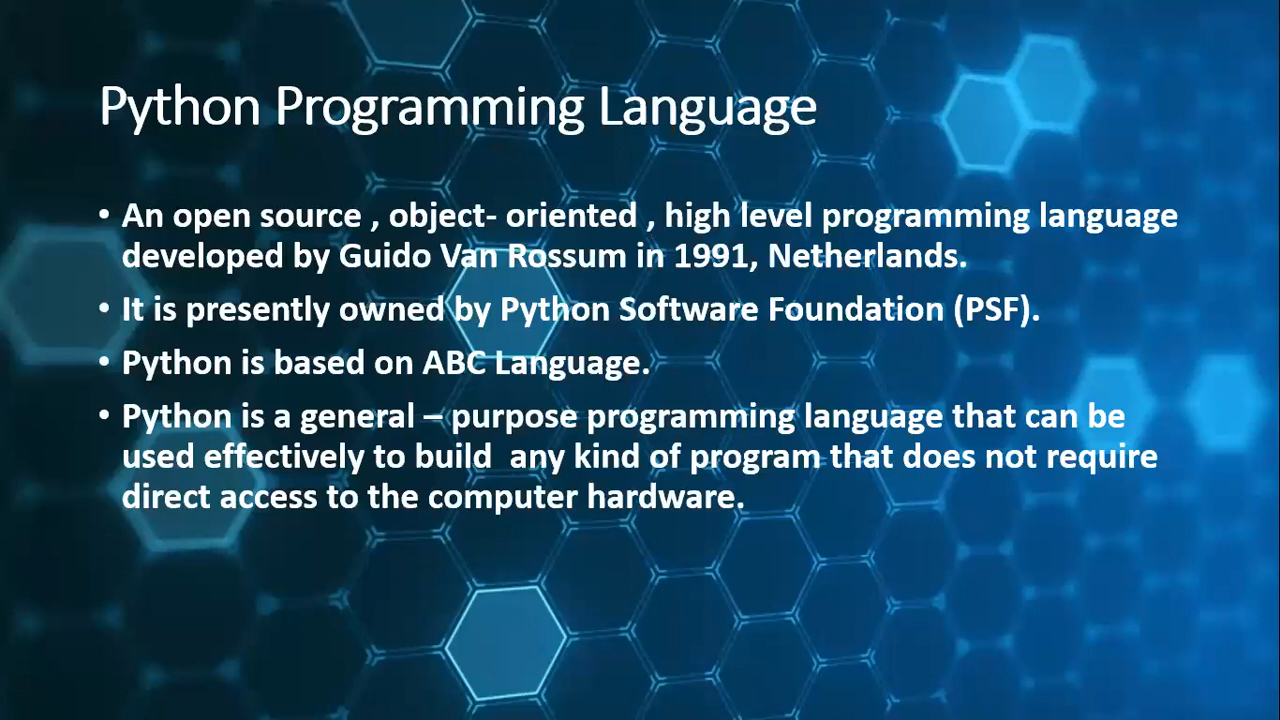 Python Programming Language
• An open source , object- oriented , high level programming language
developed by Guido Van Rossum in 1991, Netherlands.
• It is presently owned by Python Software Foundation (PSF).
• Python is based on ABC Language.
• Python is a general – purpose programming language that can be
used effectively to build  any kind of program that does not require
direct access to the computer hardware.